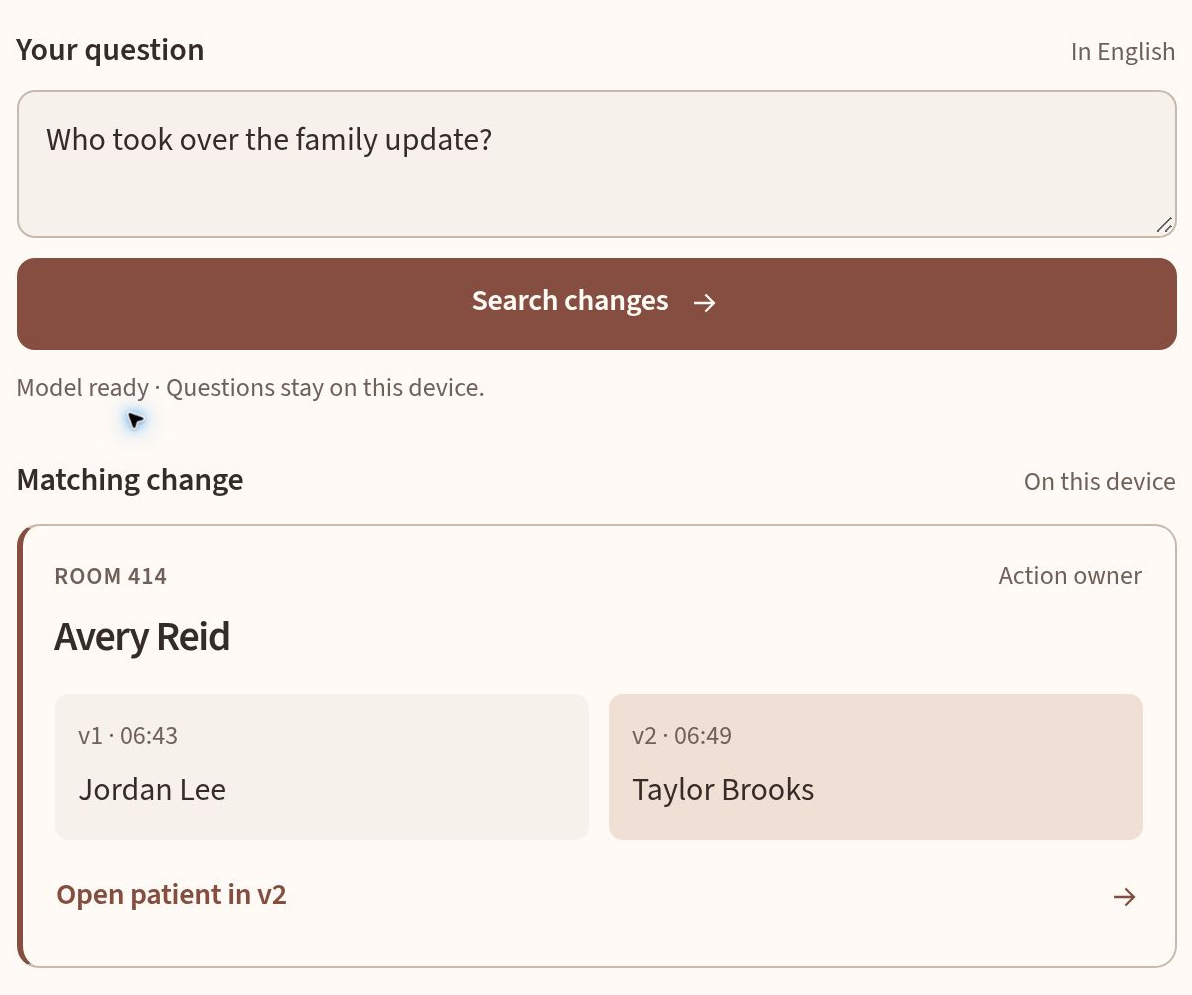 Your question
In English
Who took over the family update?
Search changes →
Model ready · Questions stay on this device.
Matching change
On this device
ROOM 414
Action owner
Avery Reid
v1 · 06:43
Jordan Lee
v2 · 06:49
Taylor Brooks
Open patient in v2 →